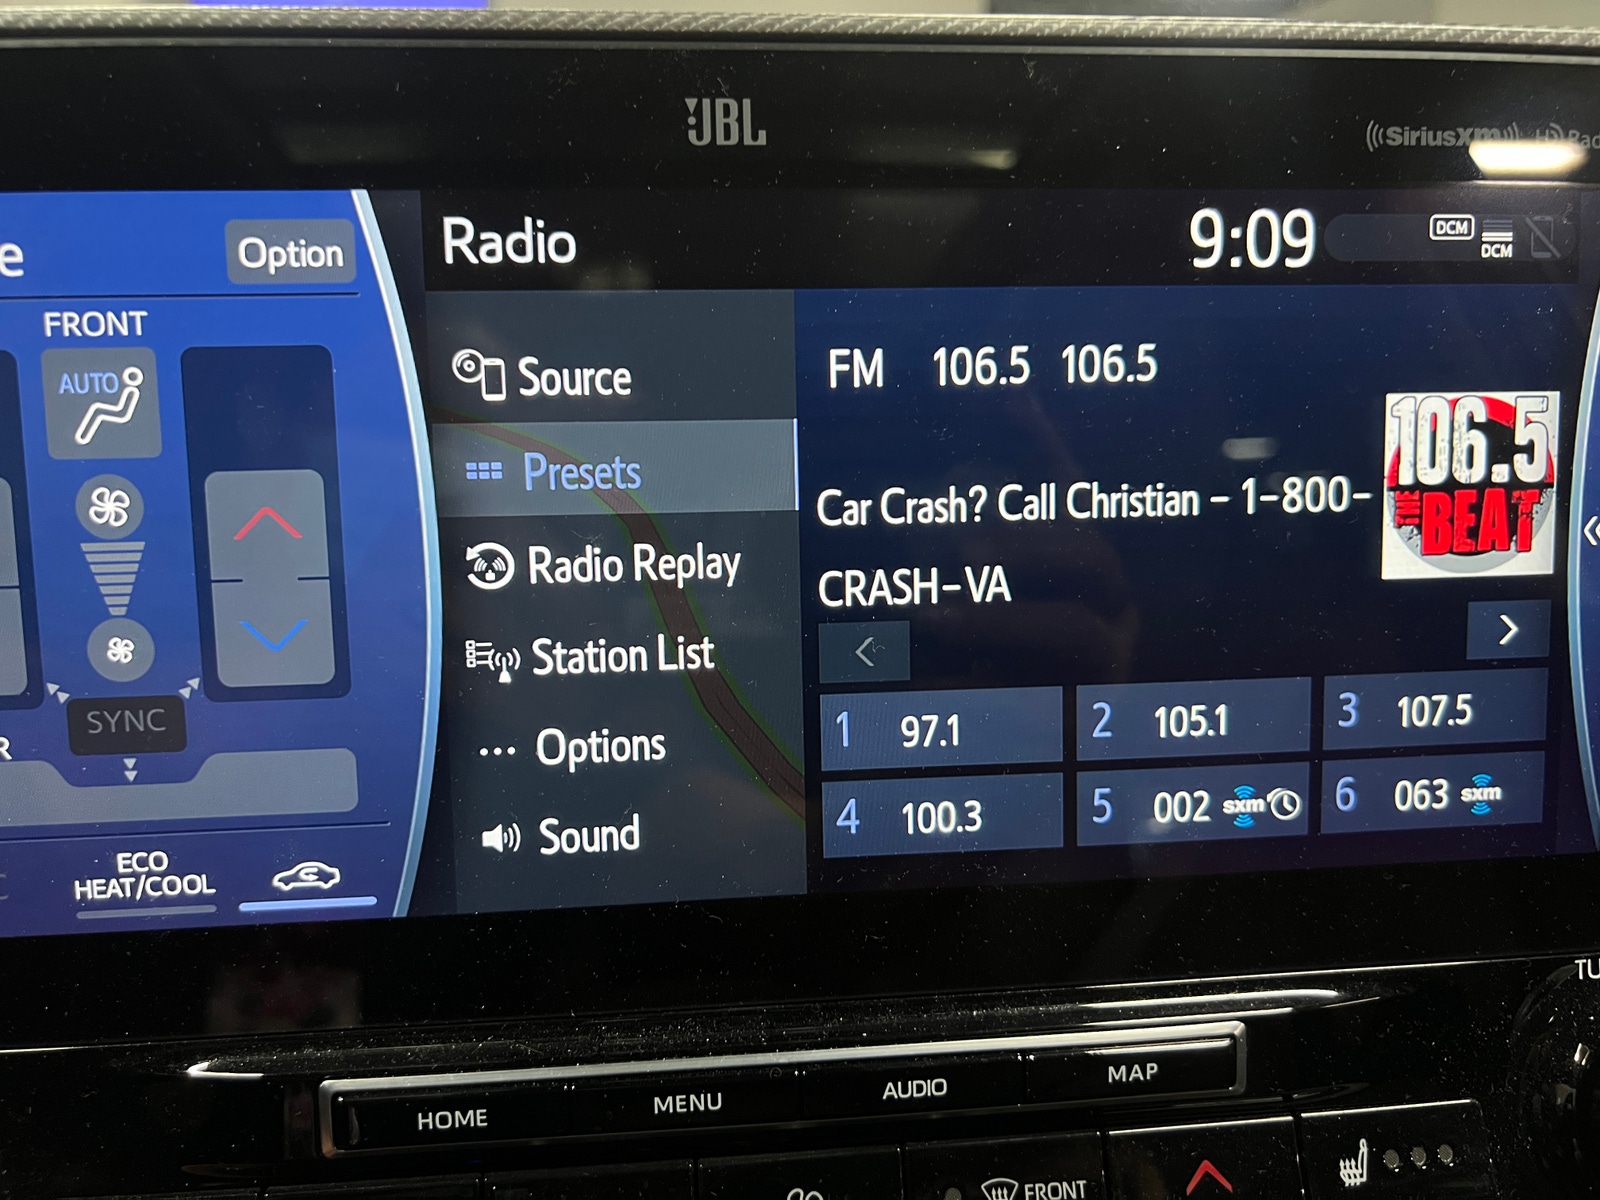 JBL
SiriusXM
Option
FRONT
AUTO
SYNC
ECO
HEAT/COOL
Radio
9:09
DCM
DCM
Source
Presets
Radio Replay
Station List
Options
Sound
FM 106.5 106.5
Car Crash? Call Christian - 1-800-
CRASH-VA
106.5
THE
BEAT
1 97.1
2 105.1
3 107.5
4 100.3
5 002 sxm
6 063 sxm
HOME
MENU
AUDIO
MAP
FRONT